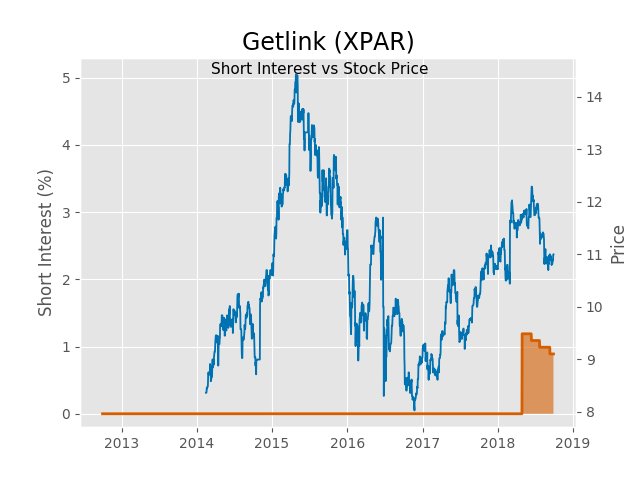 Getlink (XPAR)
Short Interest vs Stock Price
Short Interest (%)
5
4
3
2
1
0
14
13
12
11
10
9
8
Price
2013 2014 2015 2016 2017 2018 2019